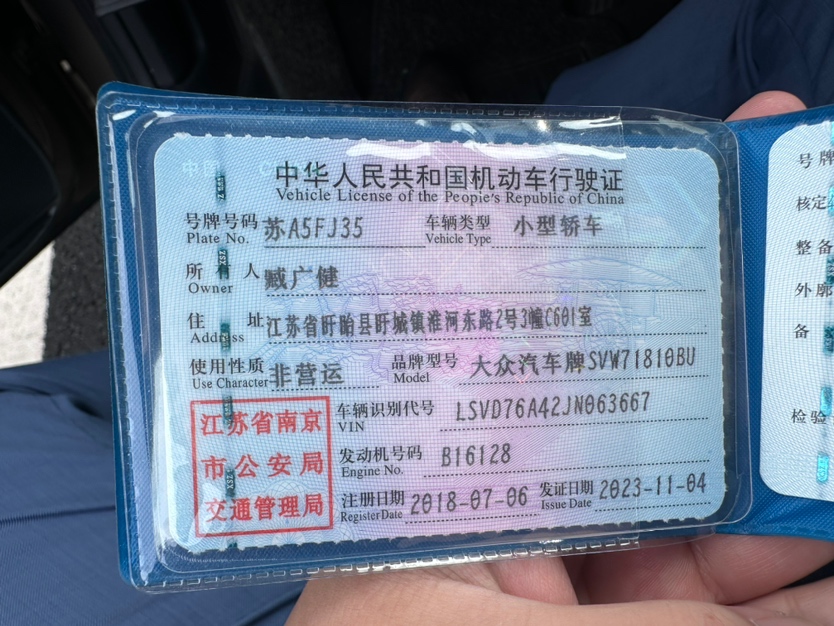 中华人民共和国机动车行驶证
Vehicle License of the People's Republic of China
号牌号码 苏A5FJ35 车辆类型 小型轿车
Plate No. Vehicle Type
所有人 臧广健
Owner
住址 江苏省盱眙县盱城镇淮河东路2号3幢C601室
Address
使用性质 非营运 品牌型号 大众汽车牌SVW71810BU
Use Character Model
江苏省南京
市公安局
交通管理局
车辆识别代号 LSVD76A42JN063667
VIN
发动机号码 B16128
Engine No.
注册日期 2018-07-06 发证日期 2023-11-04
Register Date Issue Date
号牌
核定
整备
外廓
备
检验